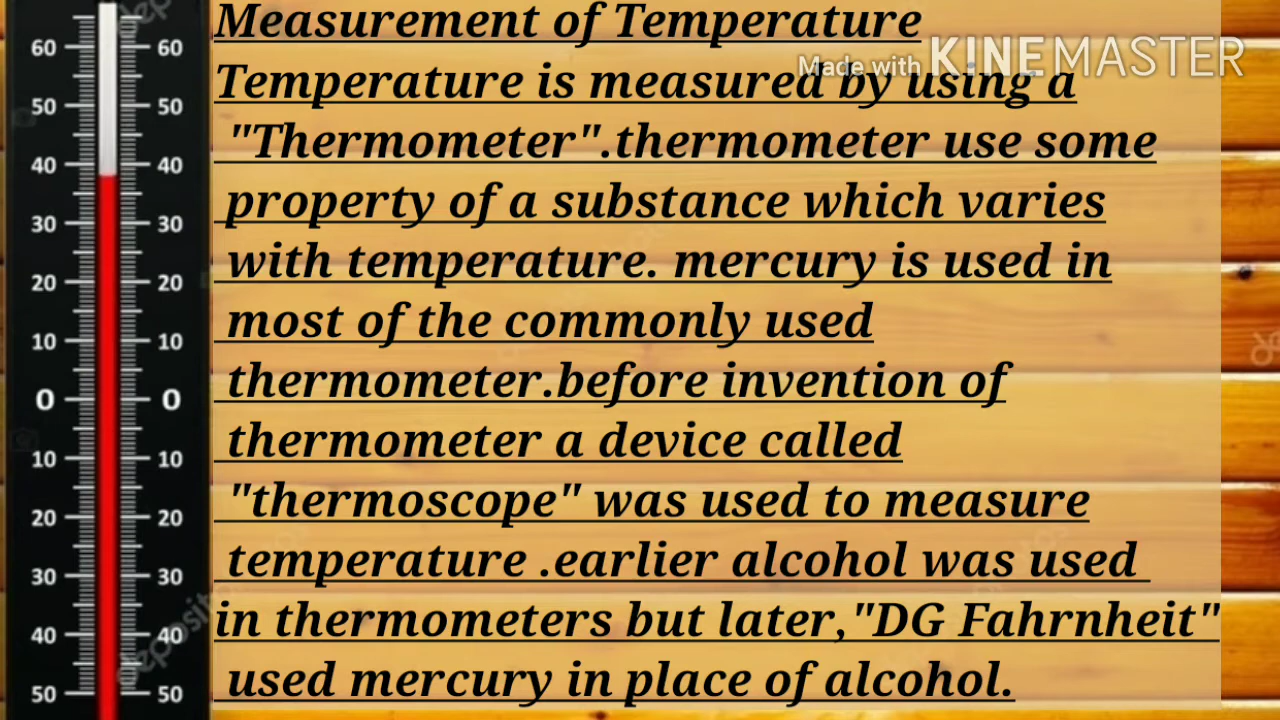 Measurement of Temperature
Made with KINEMASTER
Temperature is measured by using a
"Thermometer".thermometer use some
property of a substance which varies
with temperature. mercury is used in
most of the commonly used
thermometer.before invention of
thermometer a device called
"thermoscope" was used to measure
temperature .earlier alcohol was used
in thermometers but later,"DG Fahrnheit"
used mercury in place of alcohol.
60 60
50 50
40 40
30 30
20 20
10 10
0 0
10 10
20 20
30 30
40 40
50 50